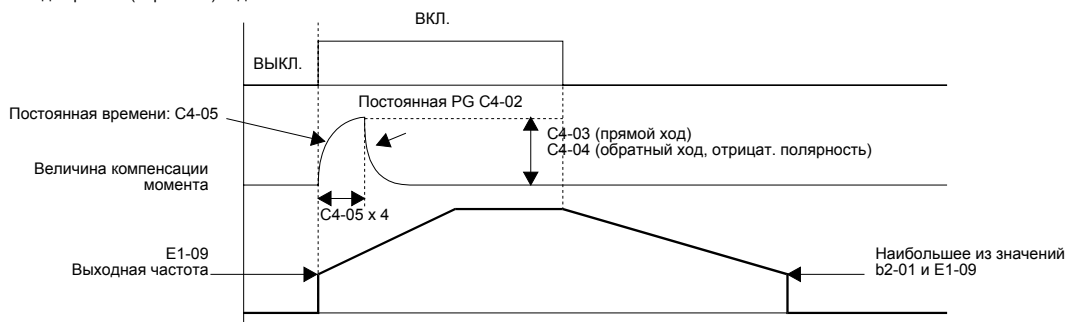 ВКЛ.
ВЫКЛ.
Постоянная PG C4-02
Постоянная времени: C4-05
C4-03 (прямой ход)
C4-04 (обратный ход, отрицат. полярность)
Величина компенсации
момента
C4-05 x 4
E1-09
Выходная частота
Наибольшее из значений
b2-01 и E1-09